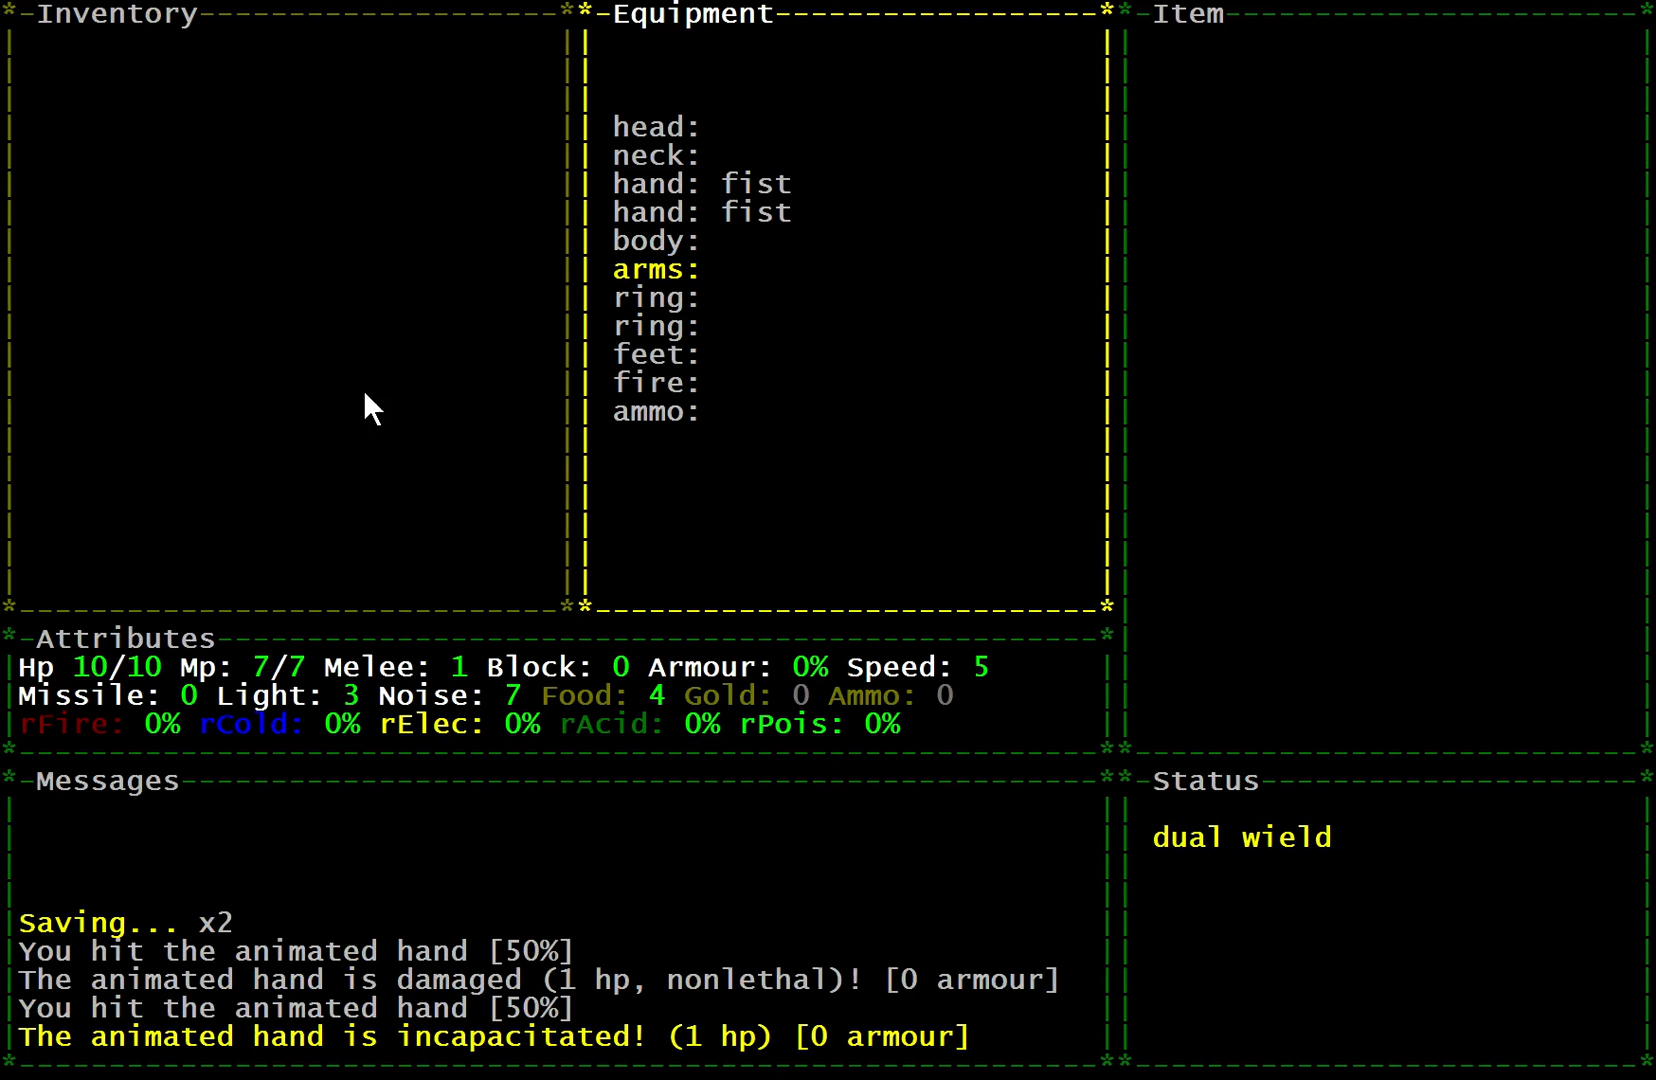 Inventory
Equipment
Item
head:
neck:
hand: fist
hand: fist
body:
arms:
ring:
ring:
feet:
fire:
ammo:
Attributes
Hp 10/10 Mp: 7/7 Melee: 1 Block: 0 Armour: 0% Speed: 5
Missile: 0 Light: 3 Noise: 7 Food: 4 Gold: 0 Ammo: 0
rFire: 0% rCold: 0% rElec: 0% rAcid: 0% rPois: 0%
Messages
Saving... x2
You hit the animated hand [50%]
The animated hand is damaged (1 hp, nonlethal)! [0 armour]
You hit the animated hand [50%]
The animated hand is incapacitated! (1 hp) [0 armour]
Status
dual wield